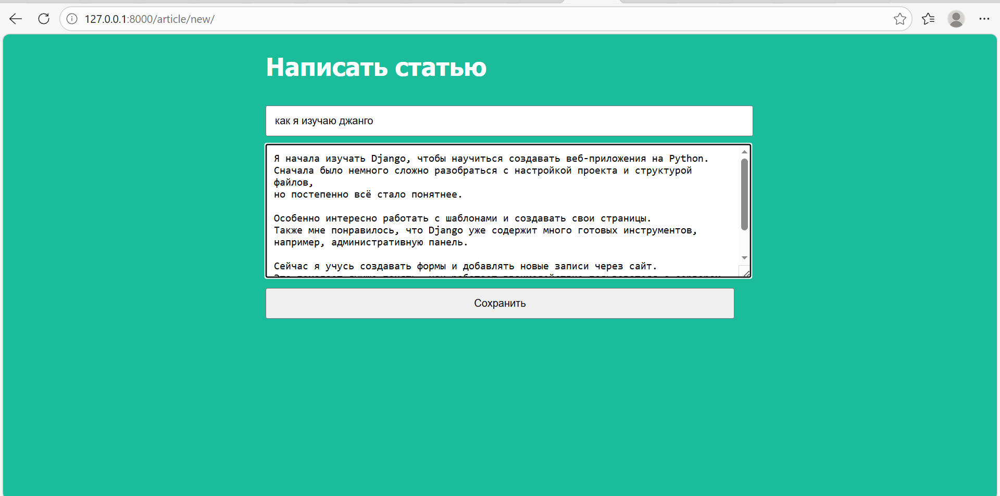 127.0.0.1:8000/article/new/
Написать статью
как я изучаю джанго
Я начала изучать Django, чтобы научиться создавать веб-приложения на Python.
Сначала было немного сложно разобраться с настройкой проекта и структурой
файлов,
но постепенно всё стало понятнее.
Особенно интересно работать с шаблонами и создавать свои страницы.
Также мне понравилось, что Django уже содержит много готовых инструментов,
например, административную панель.
Сейчас я учусь создавать формы и добавлять новые записи через сайт.
Сохранить